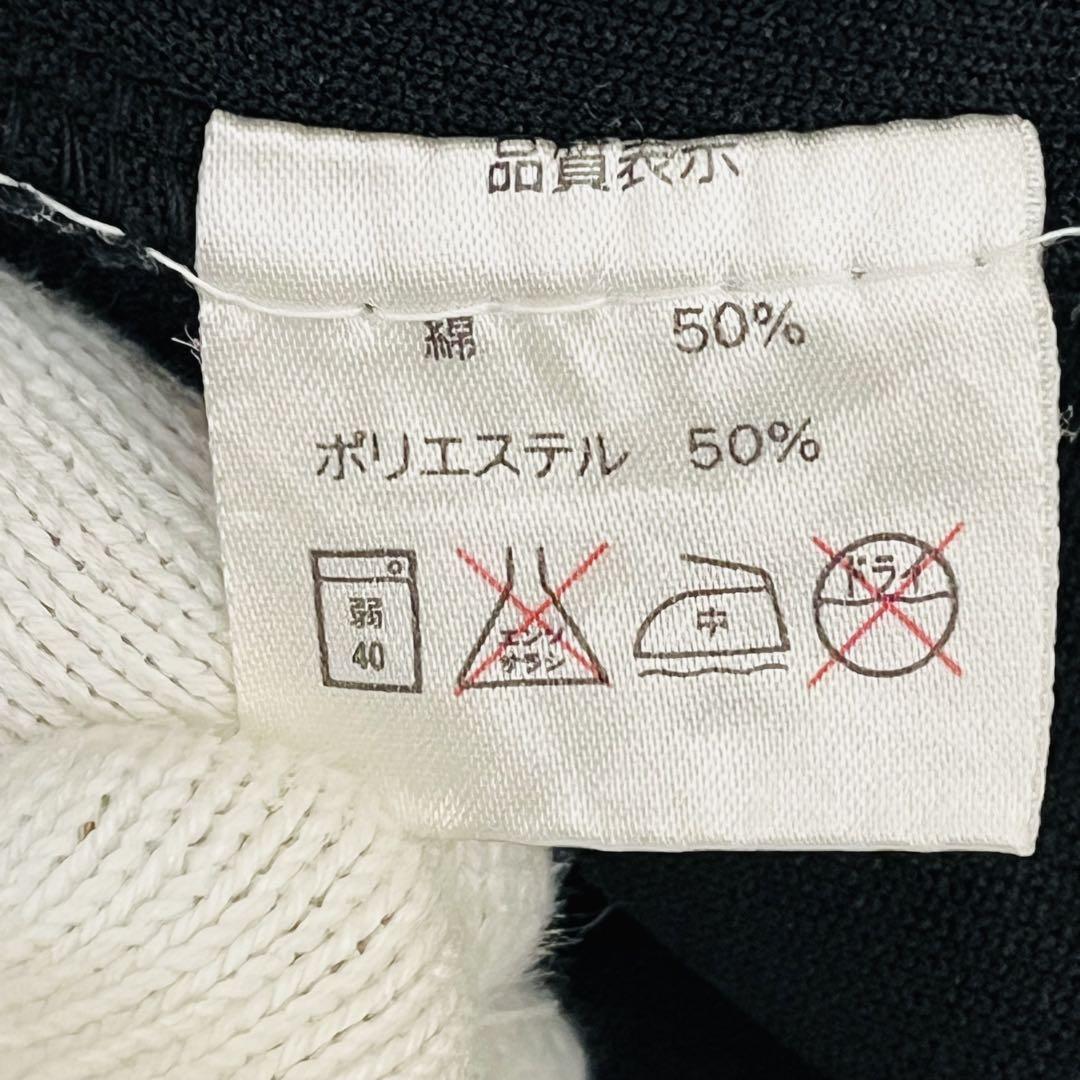 品質表示
綿 50%
ポリエステル 50%
弱
40
エンソ
サラシ
中
ドライ